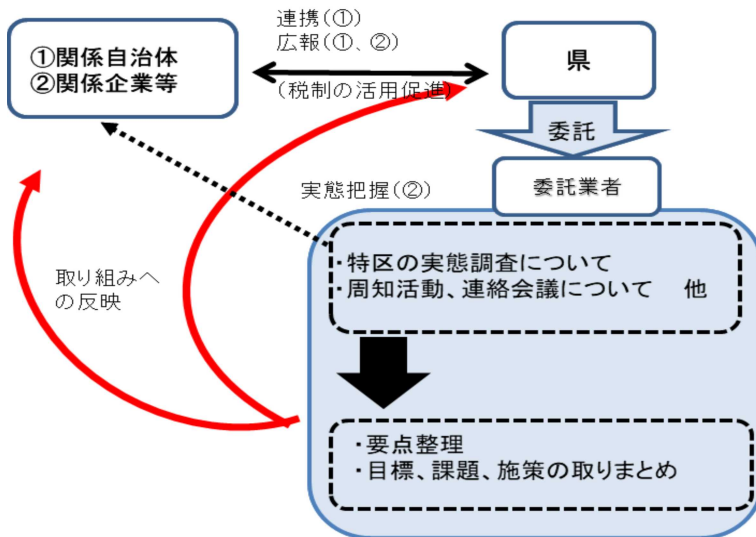 連携(①)
広報(①、②)
①関係自治体
②関係企業等
県
(税制の活用促進)
委託
委託業者
実態把握(②)
・特区の実態調査について
・周知活動、連絡会議について　他
取り組みへ
の反映
・要点整理
・目標、課題、施策の取りまとめ